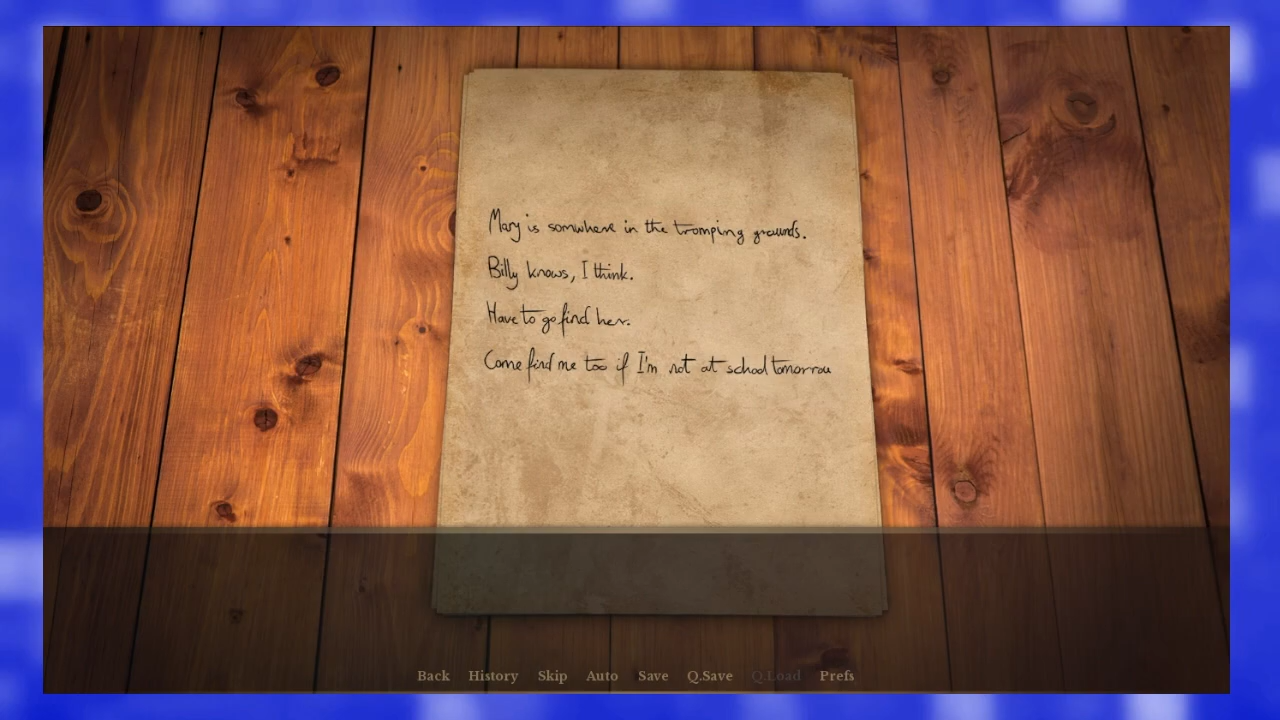 Mary is somwhere in the tromping grounds.
Billy knows, I think.
Have to go find her.
Come find me too if I'm not at school tomorrow
Back History Skip Auto Save Q.Save Q.Load Prefs